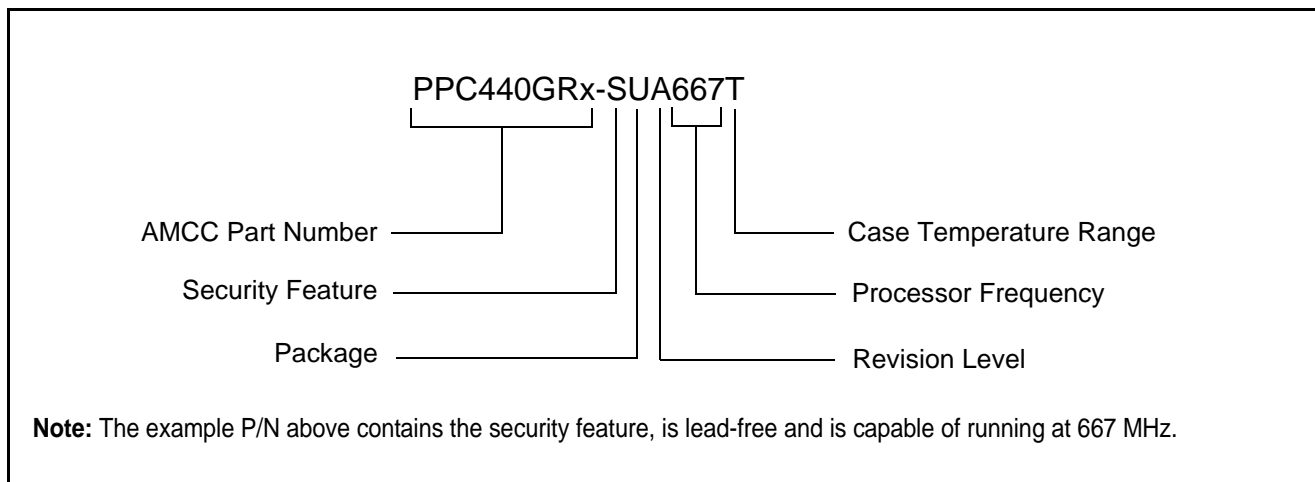 PPC440GRx-SUA667T
AMCC Part Number
Case Temperature Range
Security Feature
Processor Frequency
Package
Revision Level
Note: The example P/N above contains the security feature, is lead-free and is capable of running at 667 MHz.